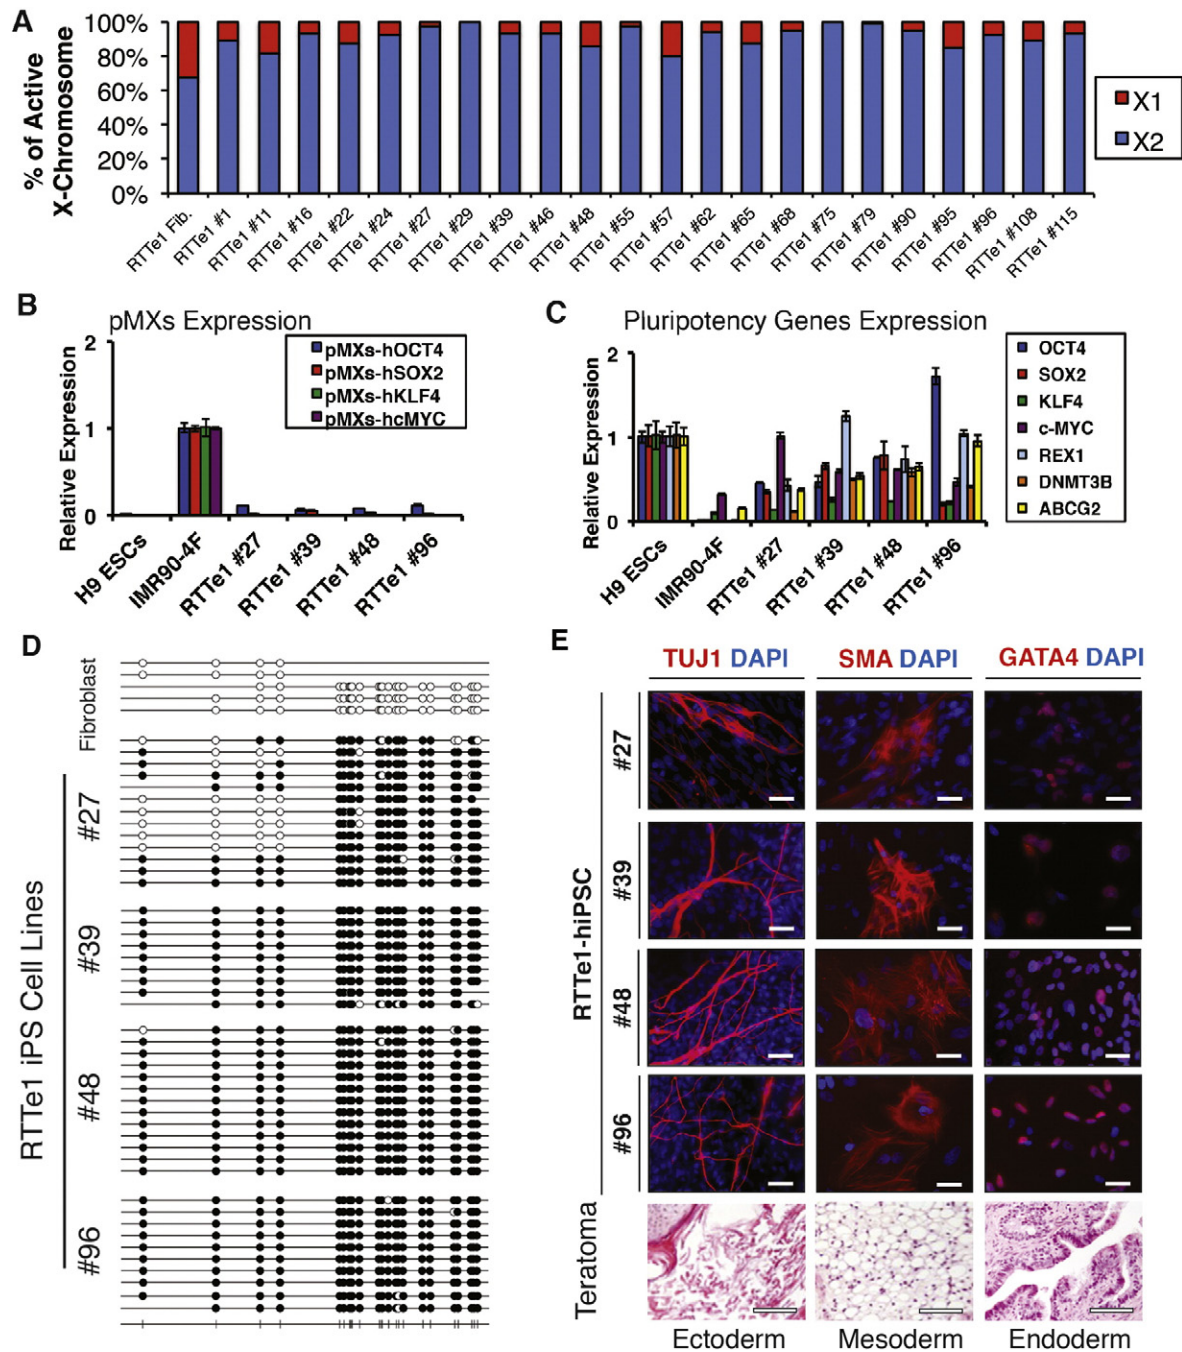 A
% of Active
X-Chromosome
100%
80%
60%
40%
20%
0%
X1
X2
RTTe1 Fib.
RTTe1 #1
RTTe1 #11
RTTe1 #16
RTTe1 #22
RTTe1 #24
RTTe1 #27
RTTe1 #29
RTTe1 #39
RTTe1 #46
RTTe1 #48
RTTe1 #55
RTTe1 #57
RTTe1 #62
RTTe1 #65
RTTe1 #68
RTTe1 #75
RTTe1 #79
RTTe1 #90
RTTe1 #95
RTTe1 #96
RTTe1 #108
RTTe1 #115
B
pMXs Expression
Relative Expression
2
1
0
pMXs-hOCT4
pMXs-hSOX2
pMXs-hKLF4
pMXs-hcMYC
H9 ESCs
IMR90-4F
RTTe1 #27
RTTe1 #39
RTTe1 #48
RTTe1 #96
C
Pluripotency Genes Expression
Relative Expression
2
1
0
OCT4
SOX2
KLF4
c-MYC
REX1
DNMT3B
ABCG2
H9 ESCs
IMR90-4F
RTTe1 #27
RTTe1 #39
RTTe1 #48
RTTe1 #96
D
Fibroblast
RTTe1 iPS Cell Lines
#27
#39
#48
#96
E
TUJ1 DAPI
SMA DAPI
GATA4 DAPI
RTTe1-hiPSC
#27
#39
#48
#96
Teratoma
Ectoderm
Mesoderm
Endoderm